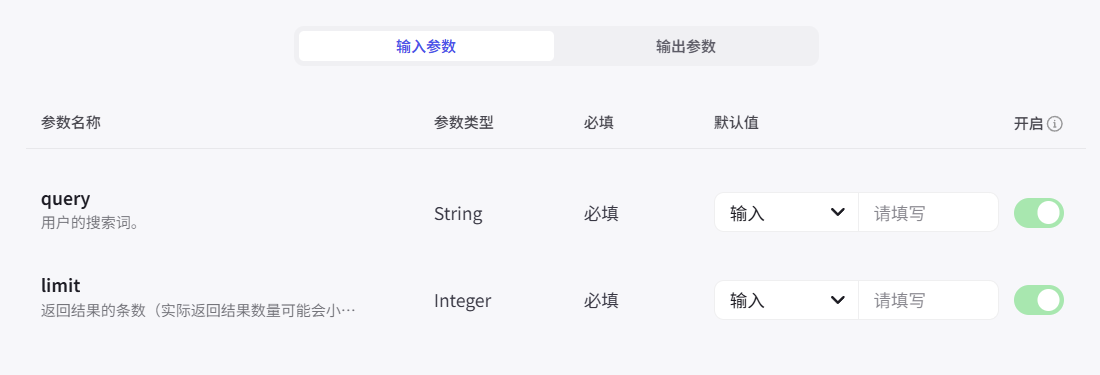 输入参数 输出参数
参数名称 参数类型 必填 默认值 开启
query
用户的搜索词。
String 必填 输入 请填写
limit
返回结果的条数（实际返回结果数量可能会小…
Integer 必填 输入 请填写